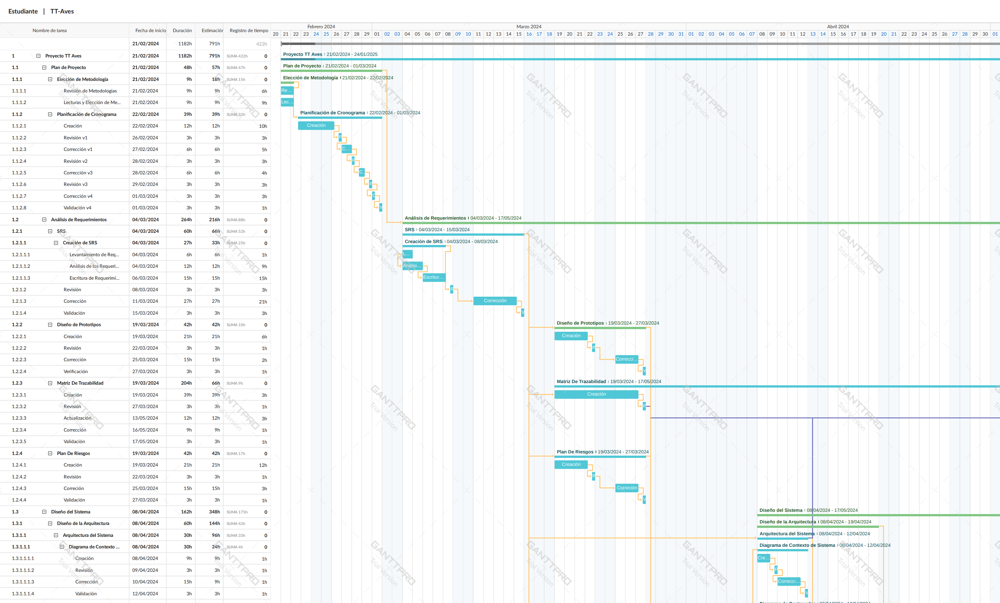 Estudiante | TT-Aves
Nombre de tarea Fecha de inicio Duración Estimación Registro de tiempo Febrero 2024 Marzo 2024 Abril 2024
20 21 22 23 24 25 26 27 28 29 01 02 03 04 05 06 07 08 09 10 11 12 13 14 15 16 17 18 19 20 21 22 23 24 25 26 27 28 29 30 31 01 02 03 04 05 06 07 08 09 10 11 12 13 14 15 16 17 18 19 20 21 22 23 24 25 26 27 28 29 30 01
21/02/2024 1182h 791h 422h
1 Proyecto TT Aves 21/02/2024 1182h 791h SUMA 422h 0 Proyecto TT Aves 21/02/2024 - 24/01/2025
1.1 Plan de Proyecto 21/02/2024 48h 57h SUMA 47h 0 Plan de Proyecto 21/02/2024 - 01/03/2024
1.1.1 Elección de Metodología 21/02/2024 9h 18h SUMA 15h 0 Elección de Metodología 21/02/2024 - 22/02/2024
1.1.1.1 Revisión de Metodologias 21/02/2024 9h 9h 6h Re...
1.1.1.2 Lecturas y Elección de Me... 21/02/2024 9h 9h 9h Lec...
1.1.2 Planificación de Cronograma 22/02/2024 39h 39h SUMA 32h 0 Planificación de Cronograma 22/02/2024 - 01/03/2024
1.1.2.1 Creación 22/02/2024 12h 12h 10h Creación
1.1.2.2 Revisión v1 26/02/2024 3h 3h 3h R
1.1.2.3 Corrección v1 27/02/2024 6h 6h 5h C...
1.1.2.4 Revisión v2 28/02/2024 3h 3h 3h R
1.1.2.5 Corrección v3 28/02/2024 6h 6h 4h C.
1.1.2.6 Revisión v3 29/02/2024 3h 3h 3h R
1.1.2.7 Corrección v4 01/03/2024 3h 3h 3h C
1.1.2.8 Validación v4 01/03/2024 3h 3h 1h V
1.2 Análisis de Requerimientos 04/03/2024 264h 216h SUMA 88h 0 Análisis de Requerimientos 04/03/2024 - 17/05/2024
1.2.1 SRS 04/03/2024 60h 66h SUMA 52h 0 SRS 04/03/2024 - 15/03/2024
1.2.1.1 Creación de SRS 04/03/2024 27h 33h SUMA 25h 0 Creación de SRS 04/03/2024 - 08/03/2024
1.2.1.1.1 Levantamiento de Req... 04/03/2024 6h 6h 1h L...
1.2.1.1.2 Análisis de los Requeri... 04/03/2024 12h 12h 9h Análisi...
1.2.1.1.3 Escritura de Requerimi... 06/03/2024 15h 15h 15h Escritur...
1.2.1.2 Revisión 08/03/2024 3h 3h 3h R
1.2.1.3 Corrección 11/03/2024 27h 27h 21h Corrección
1.2.1.4 Validación 15/03/2024 3h 3h 3h V
1.2.2 Diseño de Prototipos 19/03/2024 42h 42h SUMA 10h 0 Diseño de Prototipos 19/03/2024 - 27/03/2024
1.2.2.1 Creación 19/03/2024 21h 21h 6h Creación
1.2.2.2 Revisión 22/03/2024 3h 3h 1h R
1.2.2.3 Corrección 25/03/2024 15h 15h 2h Correcci...
1.2.2.4 Verificación 27/03/2024 3h 3h 1h V
1.2.3 Matriz De Trazabilidad 19/03/2024 204h 66h SUMA 9h 0 Matriz De Trazabilidad 19/03/2024 - 17/05/2024
1.2.3.1 Creación 19/03/2024 39h 39h 3h Creación
1.2.3.2 Revisión 27/03/2024 3h 3h 1h R
1.2.3.3 Actualización 13/05/2024 12h 12h 3h
1.2.3.4 Corrección 16/05/2024 9h 9h 1h
1.2.3.5 Validación 17/05/2024 3h 3h 1h
1.2.4 Plan De Riesgos 19/03/2024 42h 42h SUMA 17h 0 Plan De Riesgos 19/03/2024 - 27/03/2024
1.2.4.1 Creación 19/03/2024 21h 21h 12h Creación
1.2.4.2 Revisión 22/03/2024 3h 3h 1h R
1.2.4.3 Correción 25/03/2024 15h 15h 3h Correción
1.2.4.4 Validación 27/03/2024 3h 3h 1h V
1.3 Diseño del Sistema 08/04/2024 162h 348h SUMA 175h 0 Diseño del Sistema 08/04/2024 - 17/05/2024
1.3.1 Diseño de la Arquitectura 08/04/2024 60h 144h SUMA 42h 0 Diseño de la Arquitectura 08/04/2024 - 19/04/2024
1.3.1.1 Arquitectura del Sistema 08/04/2024 30h 96h SUMA 33h 0 Arquitectura del Sistema 08/04/2024 - 12/04/2024
1.3.1.1.1 Diagrama de Contexto ... 08/04/2024 30h 24h SUMA 4h 0 Diagrama de Contexto de Sistema 08/04/2024 - 12/04/2024
1.3.1.1.1.1 Creación 08/04/2024 9h 9h 1h Cre...
1.3.1.1.1.2 Revisión 09/04/2024 3h 3h 1h R
1.3.1.1.1.3 Corrección 10/04/2024 15h 9h 1h Correcci...
1.3.1.1.1.4 Validación 12/04/2024 3h 3h 1h V
GANTTPRO
Trial Version